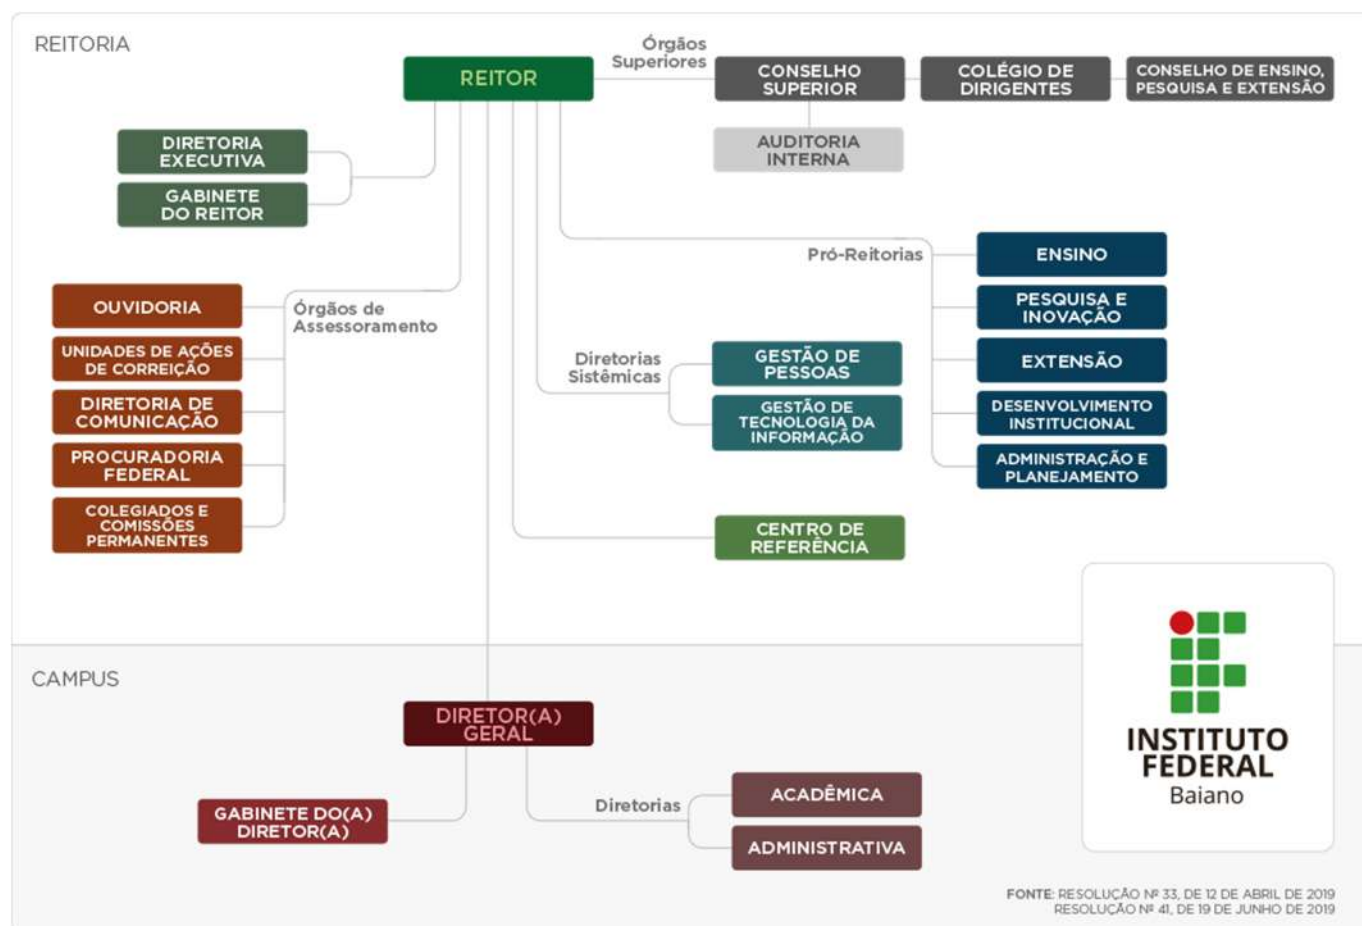 REITORIA
REITOR
Órgãos
Superiores
CONSELHO
SUPERIOR
COLÉGIO DE
DIRIGENTES
CONSELHO DE ENSINO,
PESQUISA E EXTENSÃO
AUDITORIA
INTERNA
DIRETORIA
EXECUTIVA
GABINETE
DO REITOR
Pró-Reitorias
ENSINO
PESQUISA E
INOVAÇÃO
EXTENSÃO
DESENVOLVIMENTO
INSTITUCIONAL
ADMINISTRAÇÃO E
PLANEJAMENTO
Órgãos de
Assessoramento
OUVIDORIA
UNIDADES DE AÇÕES
DE CORREIÇÃO
DIRETORIA DE
COMUNICAÇÃO
PROCURADORIA
FEDERAL
COLEGIADOS E
COMISSÕES
PERMANENTES
Diretorias
Sistêmicas
GESTÃO DE
PESSOAS
GESTÃO DE
TECNOLOGIA DA
INFORMAÇÃO
CENTRO DE
REFERÊNCIA
CAMPUS
DIRETOR(A)
GERAL
GABINETE DO(A)
DIRETOR(A)
Diretorias
ACADÊMICA
ADMINISTRATIVA
INSTITUTO
FEDERAL
Baiano
FONTE: RESOLUÇÃO Nº 33, DE 12 DE ABRIL DE 2019
RESOLUÇÃO Nº 41, DE 19 DE JUNHO DE 2019